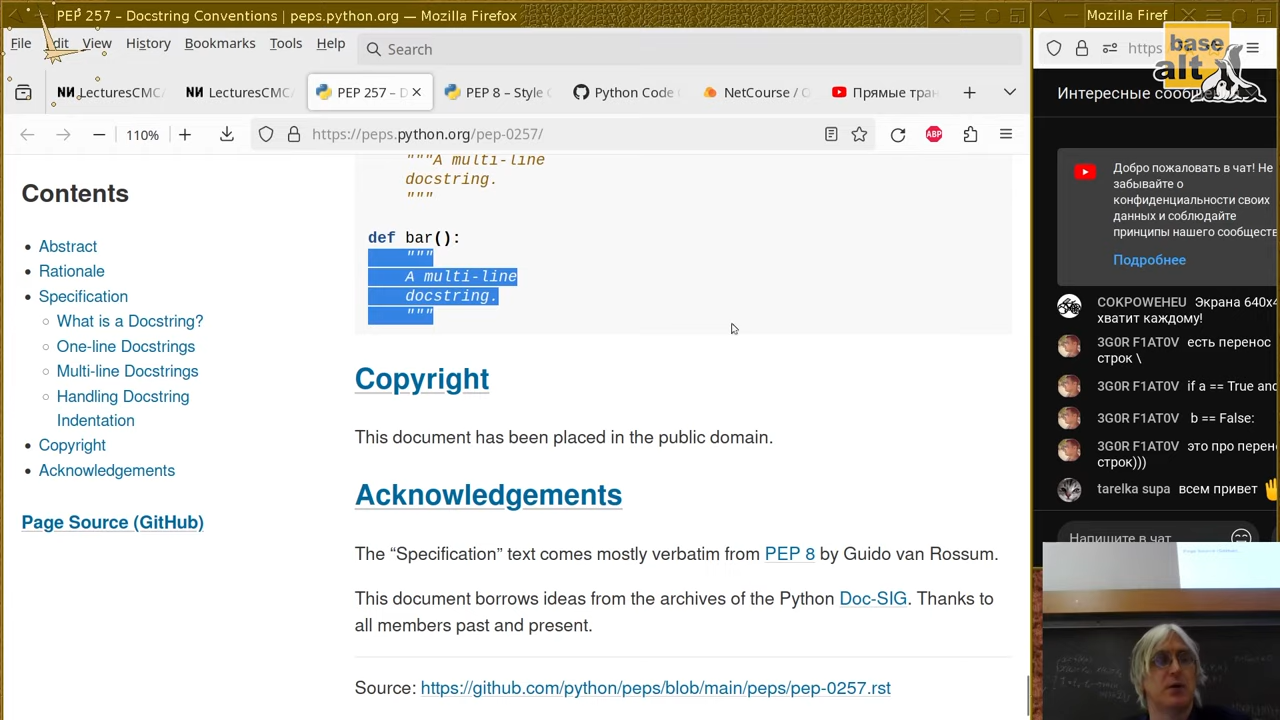 PEP 257 – Docstring Conventions | peps.python.org — Mozilla Firefox
File Edit View History Bookmarks Tools Help
Search
LecturesCMC/
LecturesCMC/
PEP 257 – D
PEP 8 – Style G
Python Code
NetCourse / О
Прямые тран
110%
https://peps.python.org/pep-0257/
ABP
Contents
Abstract
Rationale
Specification
What is a Docstring?
One-line Docstrings
Multi-line Docstrings
Handling Docstring
Indentation
Copyright
Acknowledgements
Page Source (GitHub)
"""A multi-line
docstring.
"""
def bar():
"""
A multi-line
docstring.
"""
Copyright
This document has been placed in the public domain.
Acknowledgements
The “Specification” text comes mostly verbatim from PEP 8 by Guido van Rossum.
This document borrows ideas from the archives of the Python Doc-SIG. Thanks to
all members past and present.
Source: https://github.com/python/peps/blob/main/peps/pep-0257.rst
Mozilla Firef
base
alt
https
Интересные сообще
Добро пожаловать в чат! Не
забывайте о
конфиденциальности своих
данных и соблюдайте
принципы нашего сообществ
Подробнее
COKPOWEHEU Экрана 640x4
хватит каждому!
3G0R F1AT0V есть перенос
строк \
3G0R F1AT0V if a == True and
3G0R F1AT0V b == False:
3G0R F1AT0V это про перен
строк)))
tarelka supa всем привет
Напишите в чат